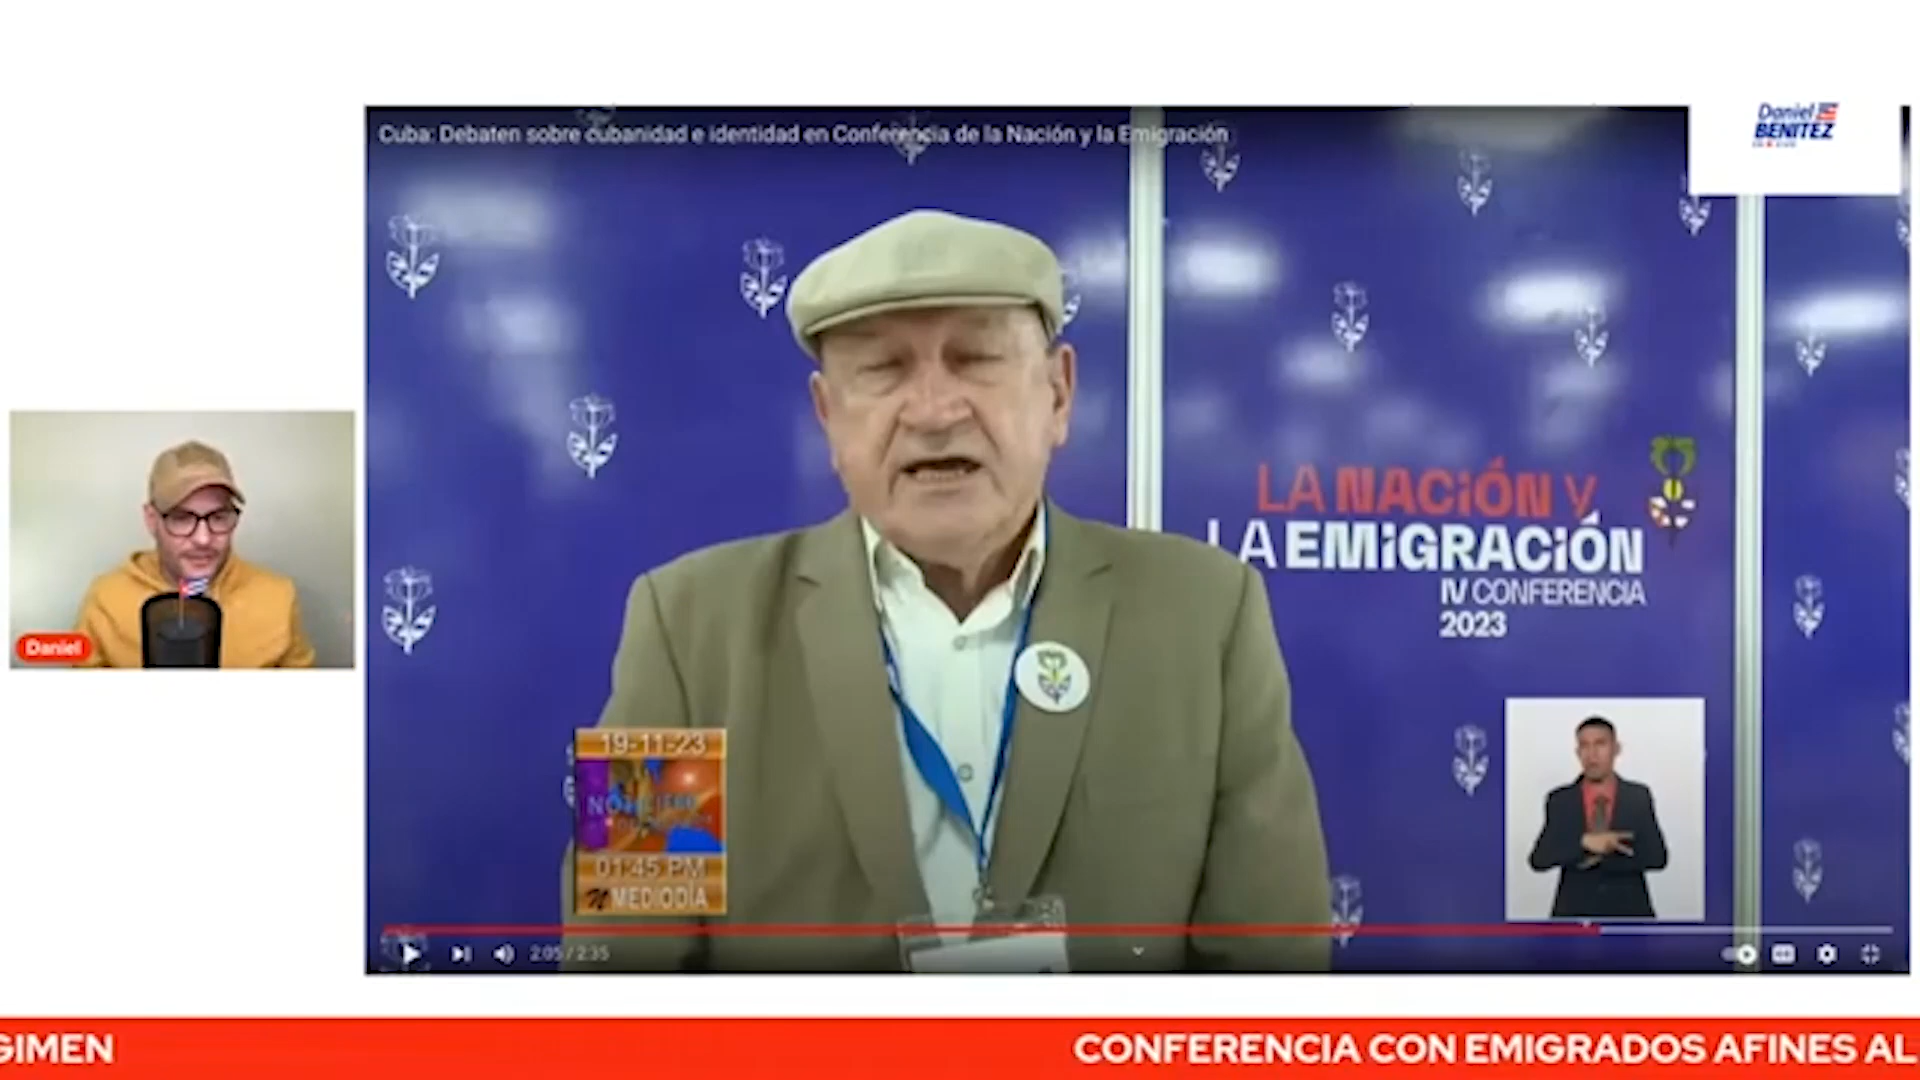 Cuba: Debaten sobre cubanidad e identidad en Conferencia de la Nación y la Emigración
Daniel
BENITEZ
LA NACIÓN Y
LA EMIGRACIÓN
IV CONFERENCIA
2023
Daniel
19-11-23
01:45 PM
MEDIODÍA
2:05 / 2:35
GIMEN
CONFERENCIA CON EMIGRADOS AFINES AL